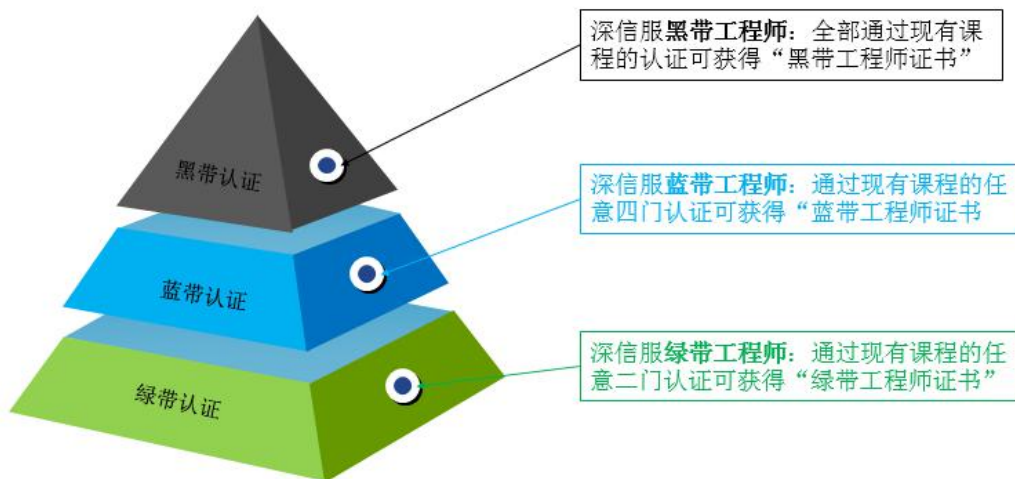 深信服黑带工程师：全部通过现有课
程的认证可获得“黑带工程师证书”
黑带认证
深信服蓝带工程师：通过现有课程的任
意四门认证可获得“蓝带工程师证书
蓝带认证
深信服绿带工程师：通过现有课程的任
意二门认证可获得“绿带工程师证书”
绿带认证